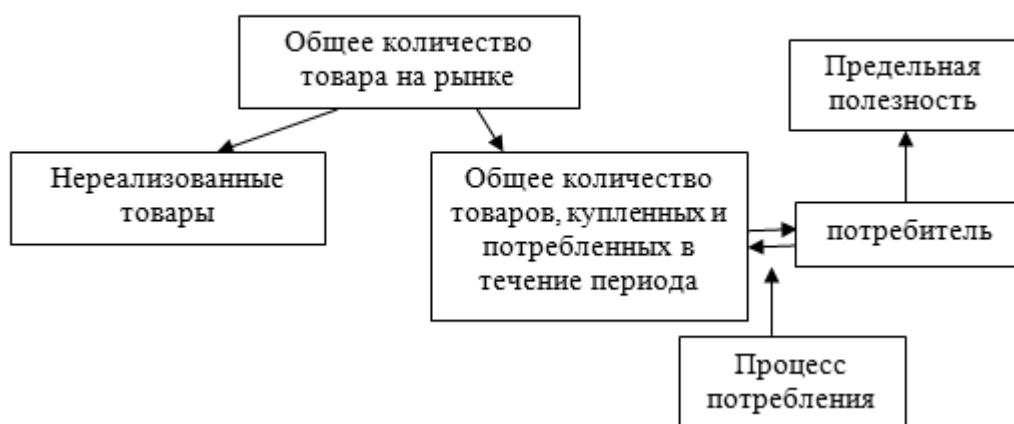 Общее количество
товара на рынке
Предельная
полезность
Нереализованные
товары
Общее количество
товаров, купленных и
потребленных в
течение периода
потребитель
Процесс
потребления